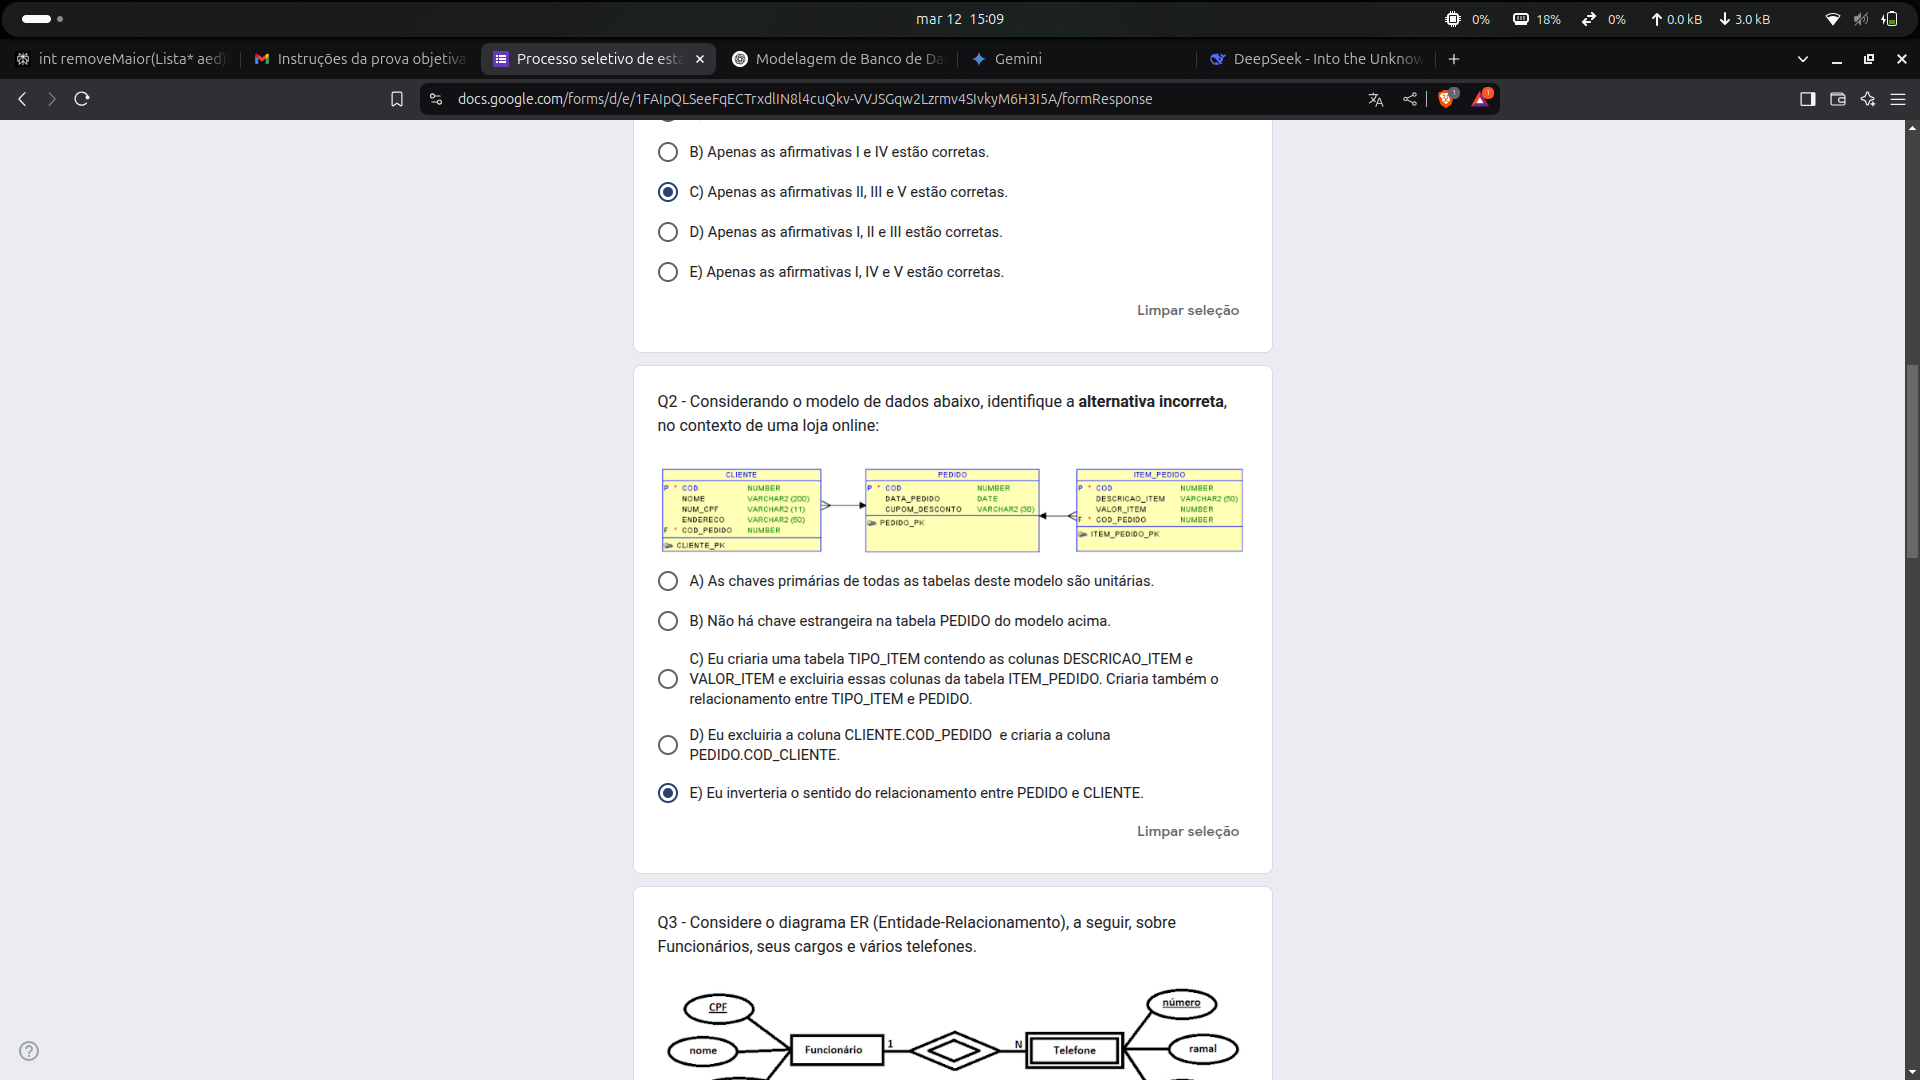 mar 12 15:09
0%
18%
0%
0.0 kB
3.0 kB
int removeMaior(Lista* aed)
Instruções da prova objetiva
Processo seletivo de está
Modelagem de Banco de Da
Gemini
DeepSeek - Into the Unknow
docs.google.com/forms/d/e/1FAIpQLSeeFqECTrxdlIN8l4cuQkv-VVJSGqw2Lzrmv4SIvkyM6H3I5A/formResponse
1
1
B) Apenas as afirmativas I e IV estão corretas.
C) Apenas as afirmativas II, III e V estão corretas.
D) Apenas as afirmativas I, II e III estão corretas.
E) Apenas as afirmativas I, IV e V estão corretas.
Limpar seleção
Q2 - Considerando o modelo de dados abaixo, identifique a alternativa incorreta,
no contexto de uma loja online:
CLIENTE
P * COD NUMBER
NOME VARCHAR2 (200)
NUM_CPF VARCHAR2 (11)
ENDERECO VARCHAR2 (50)
F * COD_PEDIDO NUMBER
CLIENTE_PK
PEDIDO
P * COD NUMBER
DATA_PEDIDO DATE
CUPOM_DESCONTO VARCHAR2 (30)
PEDIDO_PK
ITEM_PEDIDO
P * COD NUMBER
DESCRICAO_ITEM VARCHAR2 (50)
VALOR_ITEM NUMBER
F * COD_PEDIDO NUMBER
ITEM_PEDIDO_PK
A) As chaves primárias de todas as tabelas deste modelo são unitárias.
B) Não há chave estrangeira na tabela PEDIDO do modelo acima.
C) Eu criaria uma tabela TIPO_ITEM contendo as colunas DESCRICAO_ITEM e
VALOR_ITEM e excluiria essas colunas da tabela ITEM_PEDIDO. Criaria também o
relacionamento entre TIPO_ITEM e PEDIDO.
D) Eu excluiria a coluna CLIENTE.COD_PEDIDO e criaria a coluna
PEDIDO.COD_CLIENTE.
E) Eu inverteria o sentido do relacionamento entre PEDIDO e CLIENTE.
Limpar seleção
Q3 - Considere o diagrama ER (Entidade-Relacionamento), a seguir, sobre
Funcionários, seus cargos e vários telefones.
CPF
nome
Funcionário
1
N
Telefone
número
ramal